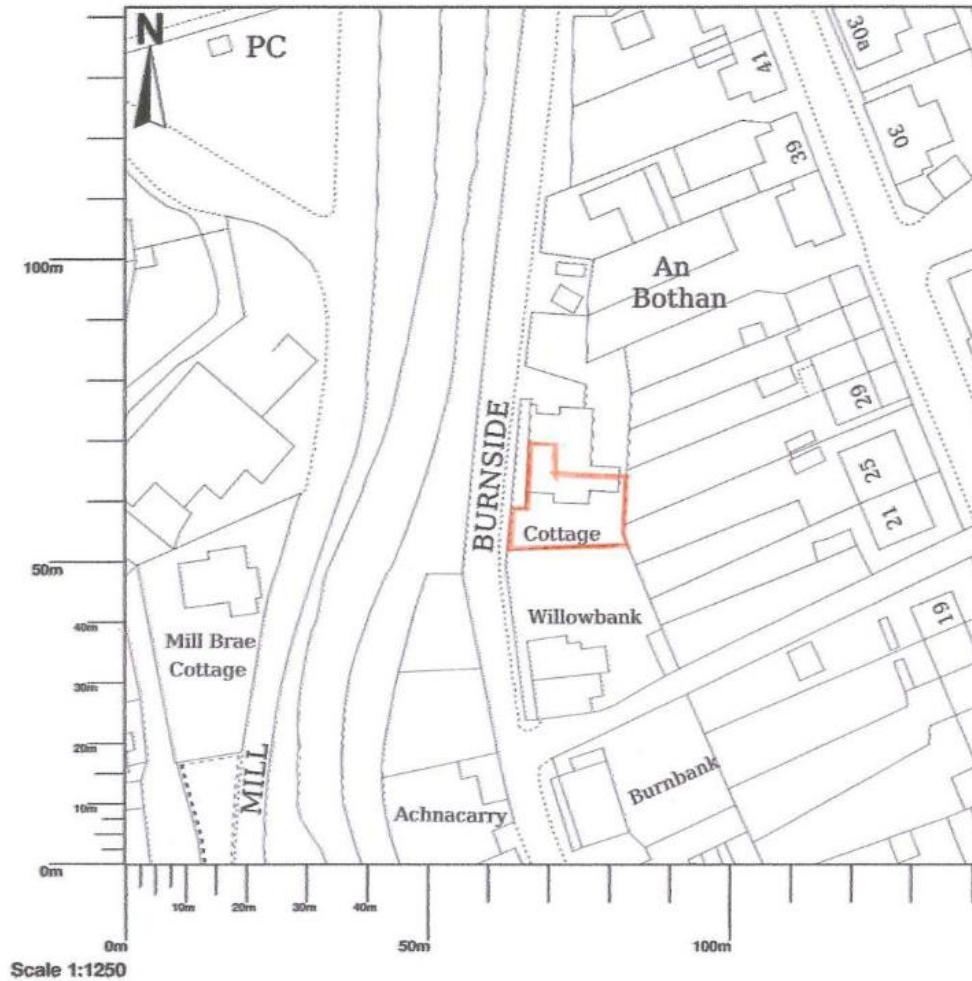 N
PC
30a
41
30
39
An
Bothan
100m
29
BURNSIDE
25
21
Cottage
50m
Willowbank
19
40m
Mill Brae
Cottage
30m
20m
MILL
Burnbank
10m
Achnacarry
0m
10m
20m
30m
40m
0m
50m
100m
Scale 1:1250